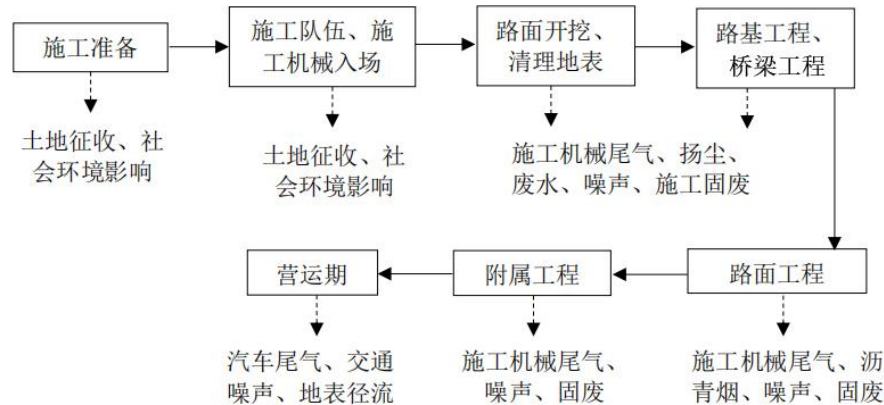 施工准备
施工队伍、施
工机械入场
路面开挖、
清理地表
路基工程、
桥梁工程
土地征收、社
会环境影响
土地征收、社
会环境影响
施工机械尾气、扬尘、
废水、噪声、施工固废
营运期
附属工程
路面工程
汽车尾气、交通
噪声、地表径流
施工机械尾气、
噪声、固废
施工机械尾气、沥
青烟、噪声、固废